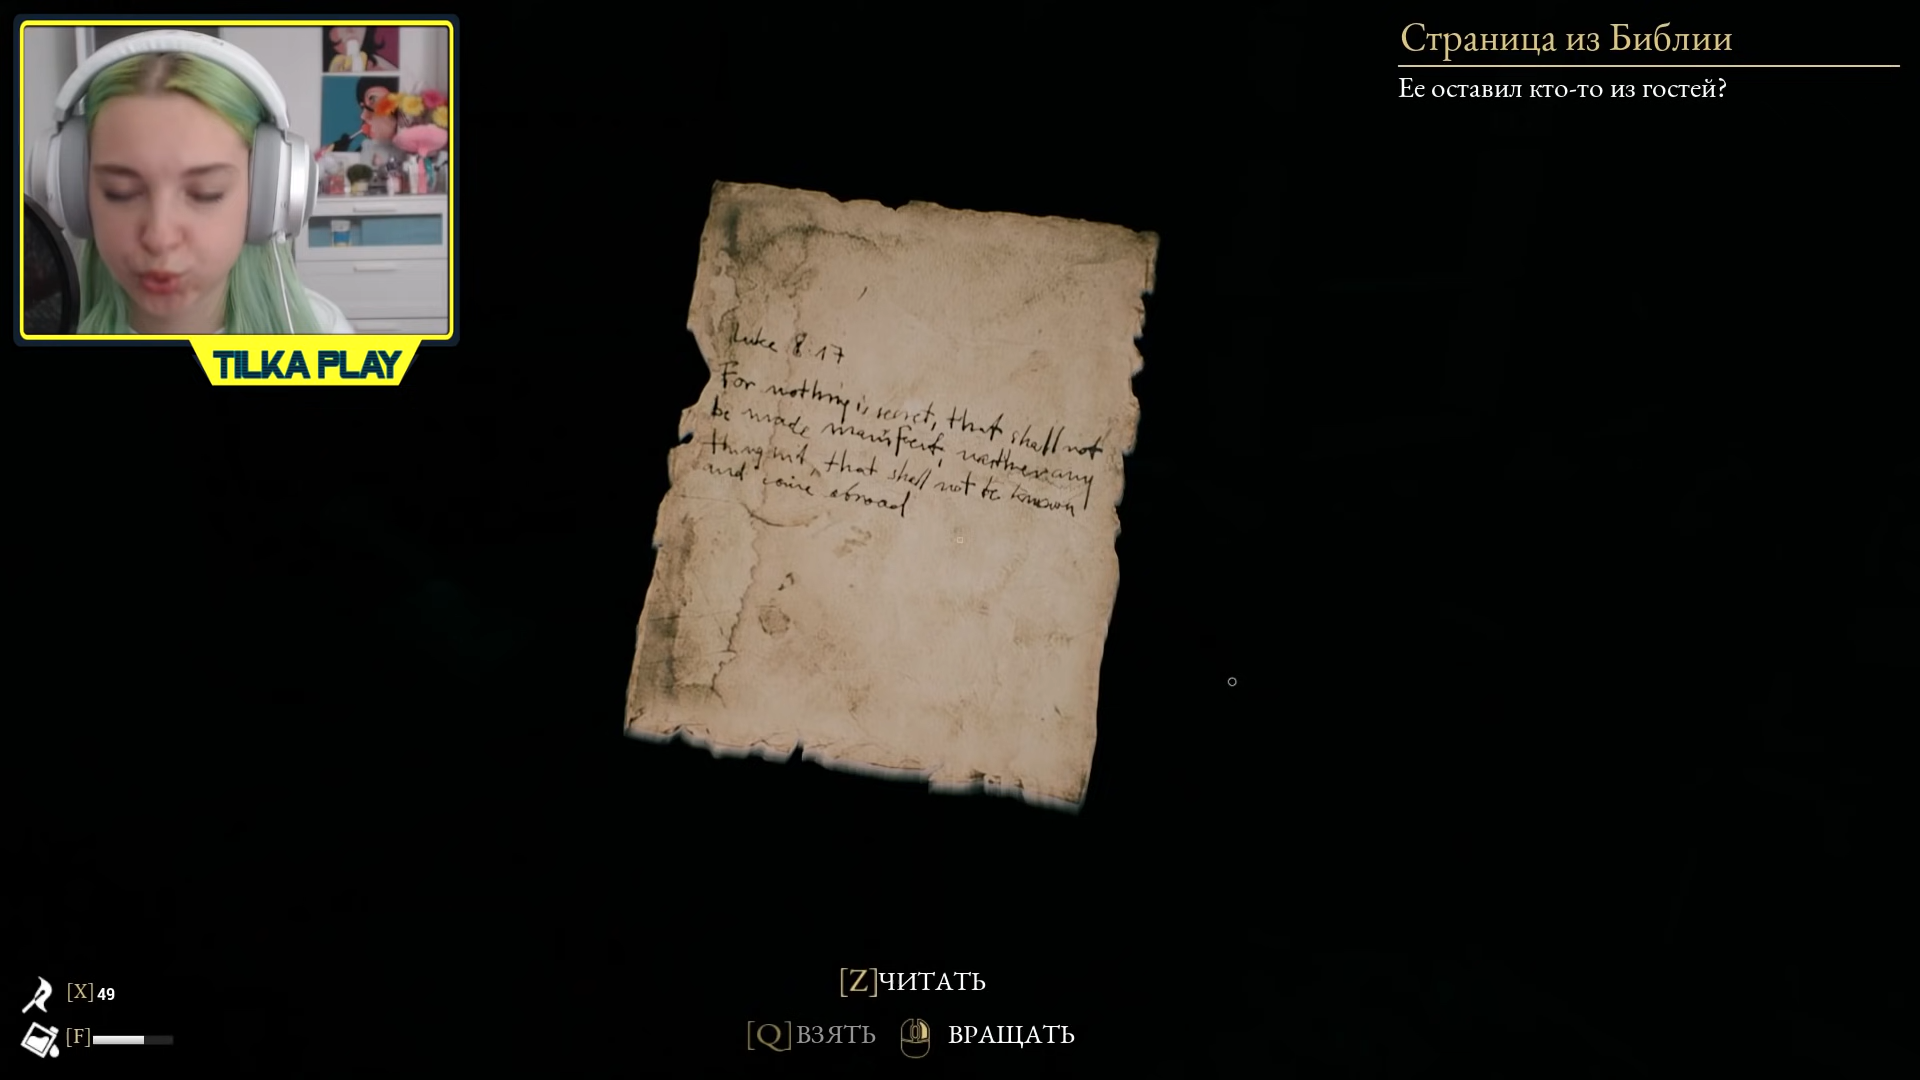 Страница из Библии
Ее оставил кто-то из гостей?
TILKA PLAY
Luke 8:17
For nothing is secret, that shall not
be made manifest, neither any
thing hid, that shall not be known
and come abroad
[Z]ЧИТАТЬ
[X] 49
[F]
[Q]ВЗЯТЬ ВРАЩАТЬ